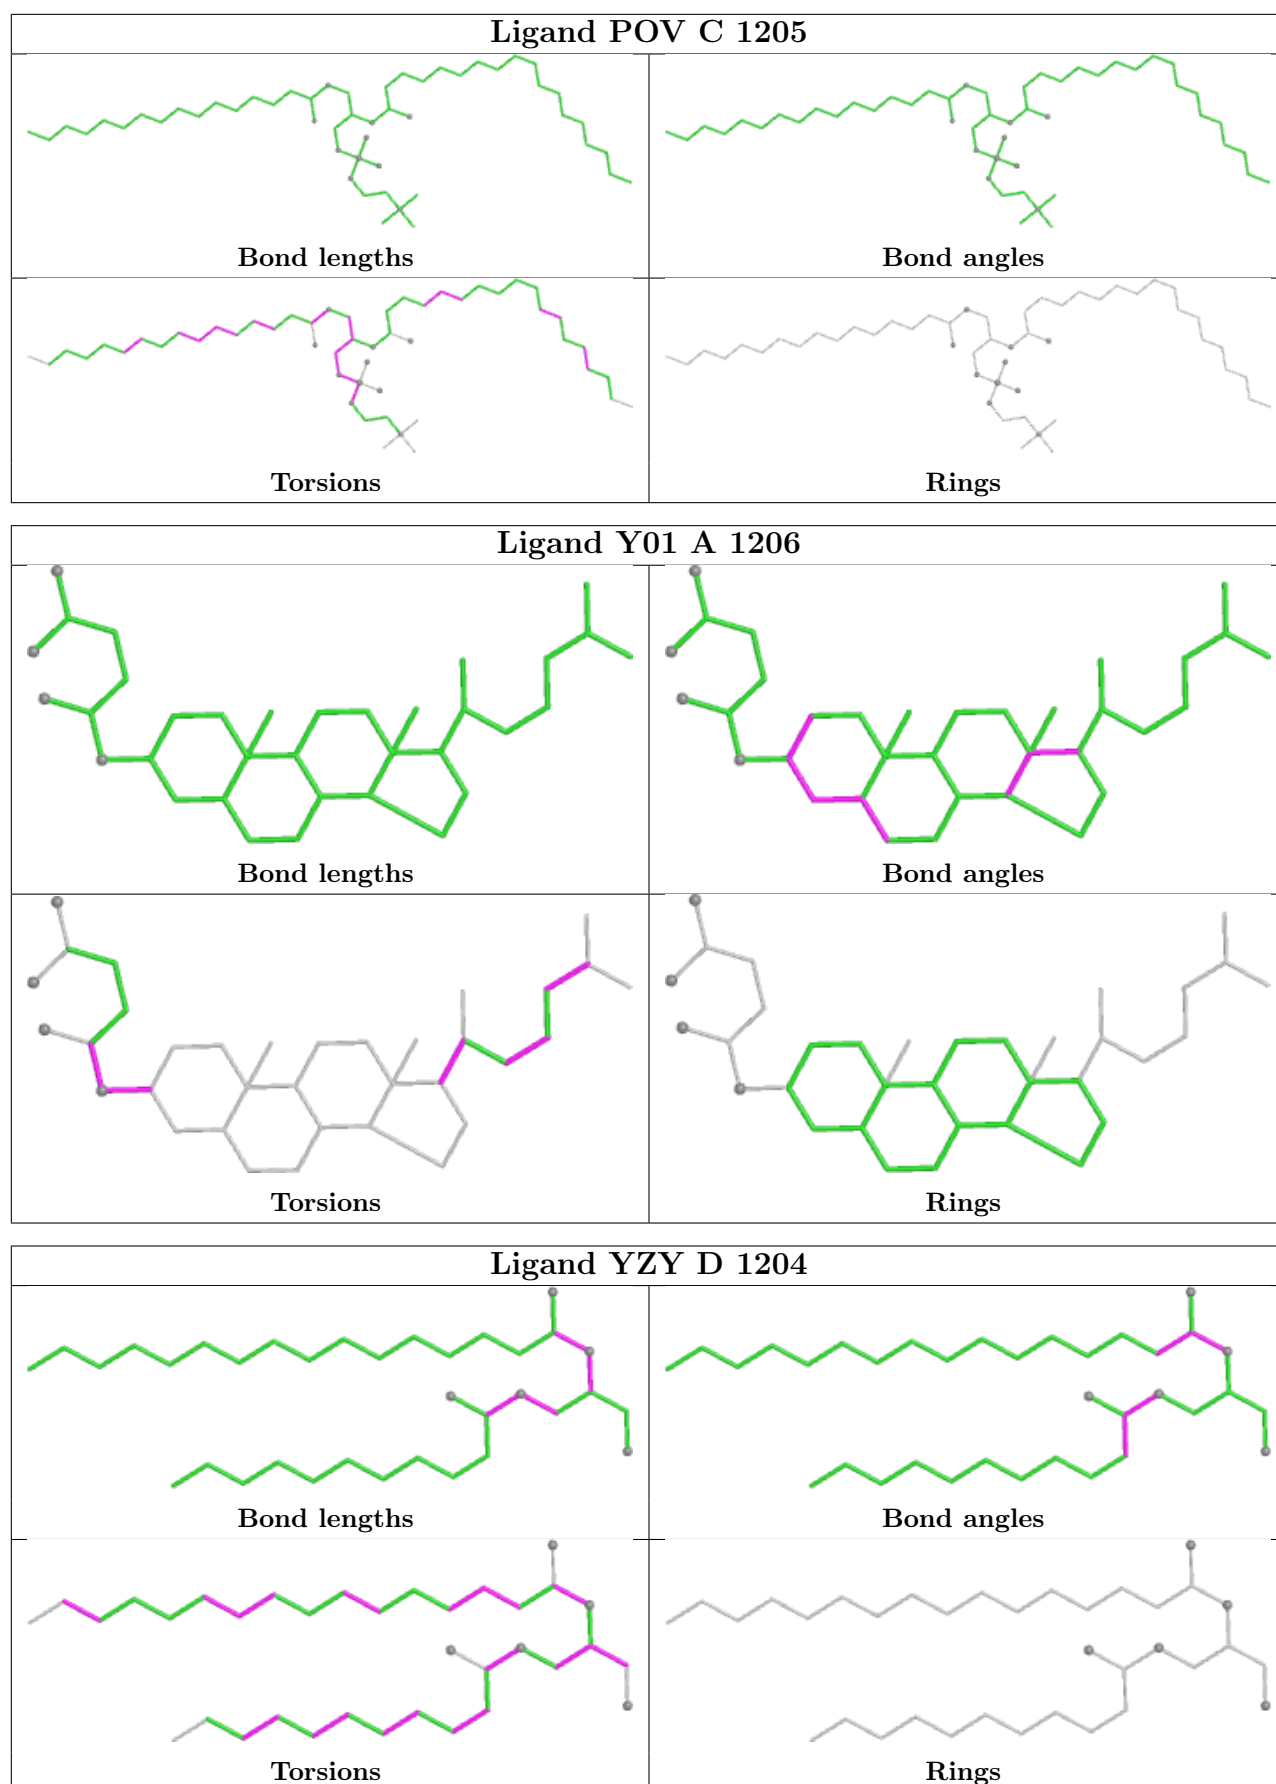 Ligand POV C 1205
Bond lengths
Bond angles
Torsions
Rings
Ligand Y01 A 1206
Bond lengths
Bond angles
Torsions
Rings
Ligand YZY D 1204
Bond lengths
Bond angles
Torsions
Rings